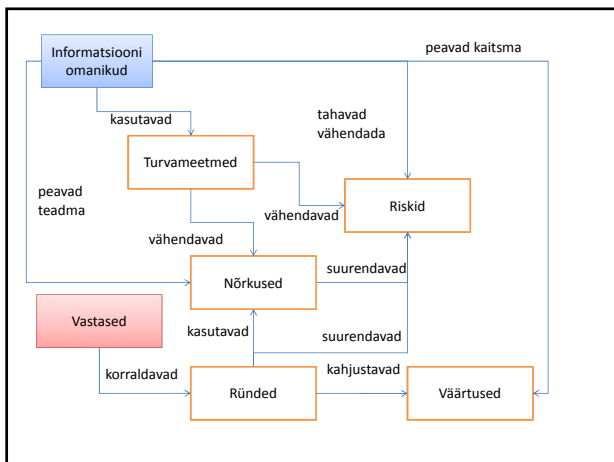 Informatsiooni
omanikud
peavad kaitsma
kasutavad
tahavad
vähendada
Turvameetmed
peavad
teadma
vähendavad
Riskid
vähendavad
Nõrkused
suurendavad
Vastased
kasutavad
suurendavad
korraldavad
Ründed
kahjustavad
Väärtused